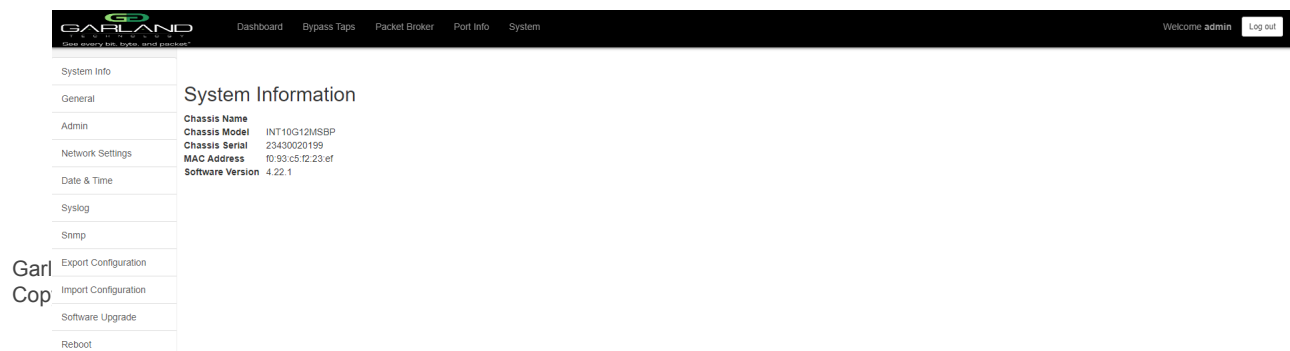 GARLAND
TECHNOLOGY
See every bit, byte, and packet™
Dashboard Bypass Taps Packet Broker Port Info System
Welcome admin Log out
System Info
General
Admin
Network Settings
Date & Time
Syslog
Snmp
Export Configuration
Import Configuration
Software Upgrade
Reboot
System Information
Chassis Name
Chassis Model INT10G12MSBP
Chassis Serial 23430020199
MAC Address f0:93:c5:f2:23:ef
Software Version 4.22.1
Garl
Cop